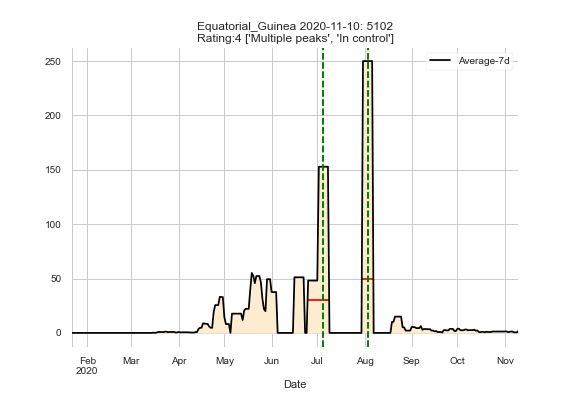 Equatorial_Guinea 2020-11-10: 5102
Rating:4 ['Multiple peaks', 'In control']
Average-7d
250
200
150
100
50
0
Feb Mar Apr May Jun Jul Aug Sep Oct Nov
2020
Date